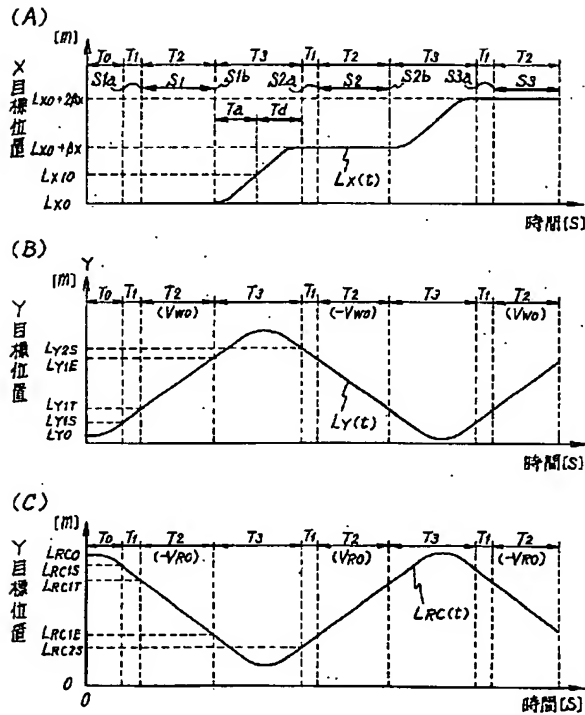 (A)
[m]
T0 T1 T2 T3 T1 T2 T3 T1 T2
S1a S1 S1b S2a S2 S2b S3a S3
Ta Td
X目標位置
LX0+2βX
LX0+βX
LX10
LX0
LX(t)
時間[S]
(B)
Y
[m]
T0 T1 T2 T3 T1 T2 T3 T1 T2
(VW0) (-VW0) (VW0)
Y目標位置
LY2S
LY1E
LY1T
LY1S
LY0
LY(t)
時間[S]
(C)
[m]
T0 T1 T2 T3 T1 T2 T3 T1 T2
(-VR0) (VR0) (-VR0)
Y目標位置
LRC0
LRC1S
LRC1T
LRC1E
LRC2S
LRC(t)
0
0
時間[S]